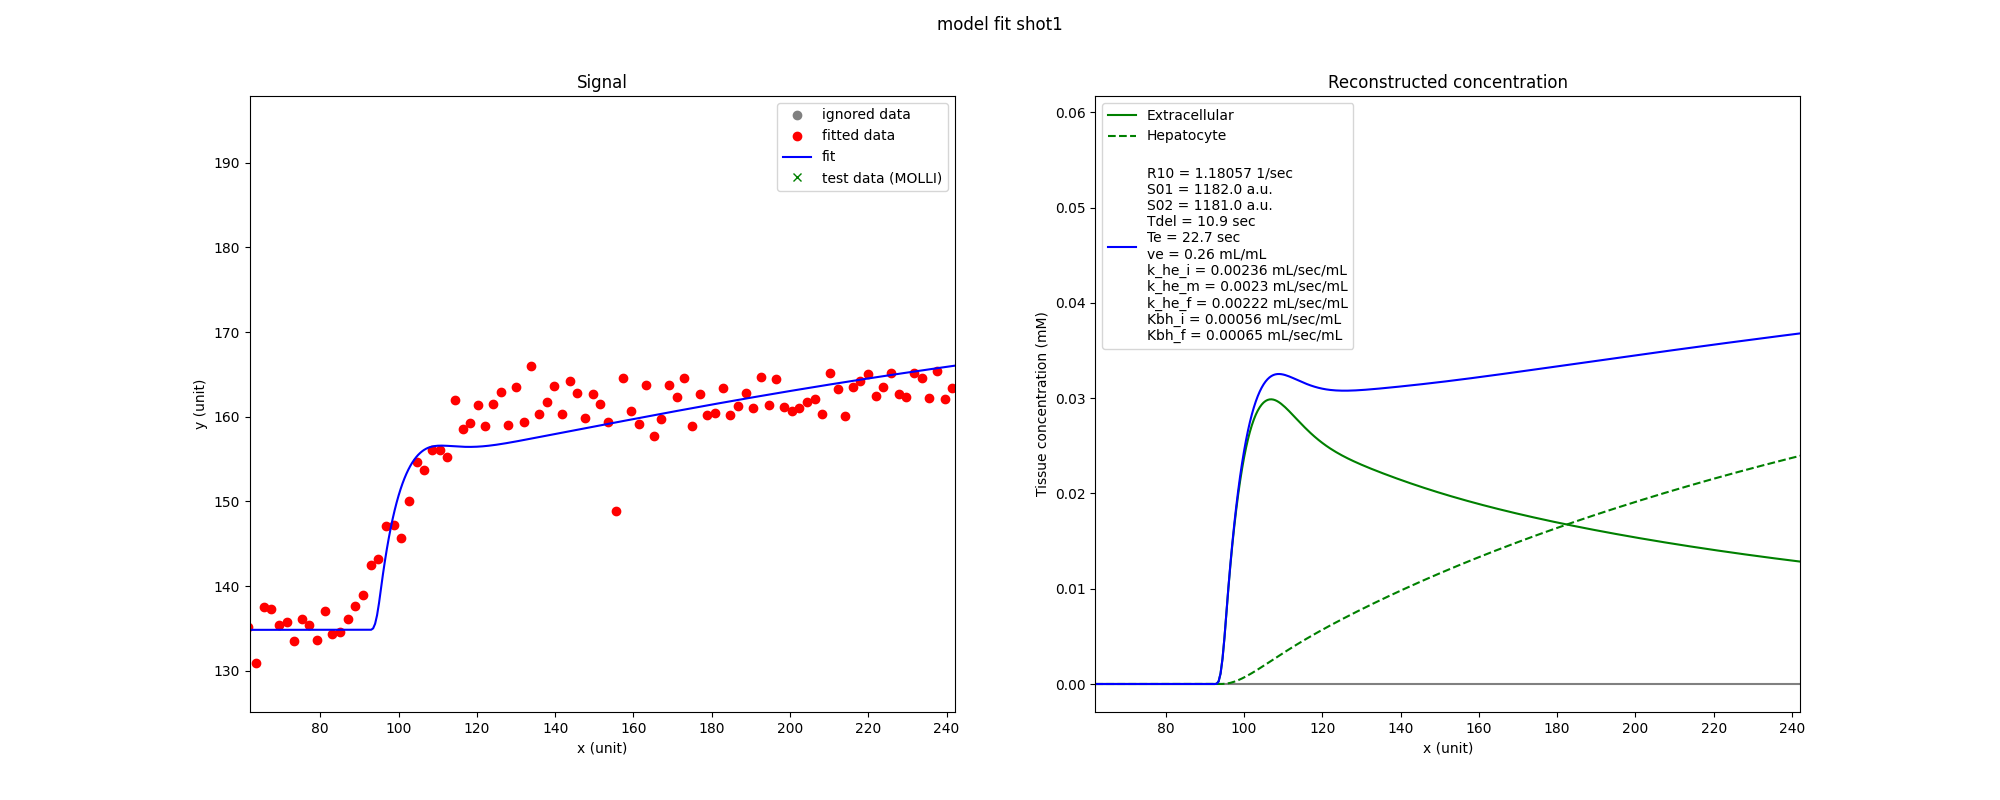 model fit shot1
Signal
ignored data
fitted data
fit
test data (MOLLI)
190
180
170
160
150
140
130
y (unit)
80 100 120 140 160 180 200 220 240
x (unit)
Reconstructed concentration
Extracellular
Hepatocyte
R10 = 1.18057 1/sec
S01 = 1182.0 a.u.
S02 = 1181.0 a.u.
Tdel = 10.9 sec
Te = 22.7 sec
ve = 0.26 mL/mL
k_he_i = 0.00236 mL/sec/mL
k_he_m = 0.0023 mL/sec/mL
k_he_f = 0.00222 mL/sec/mL
Kbh_i = 0.00056 mL/sec/mL
Kbh_f = 0.00065 mL/sec/mL
0.06
0.05
0.04
0.03
0.02
0.01
0.00
Tissue concentration (mM)
80 100 120 140 160 180 200 220 240
x (unit)